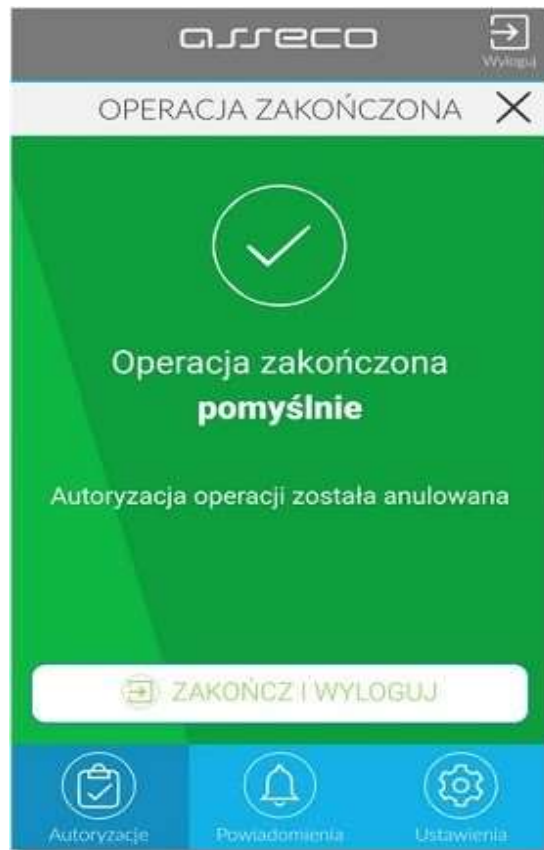 asseco
Wyloguj
OPERACJA ZAKOŃCZONA
Operacja zakończona
pomyślnie
Autoryzacja operacji została anulowana
ZAKOŃCZ I WYLOGUJ
Autoryzacje
Powiadomienia
Ustawienia